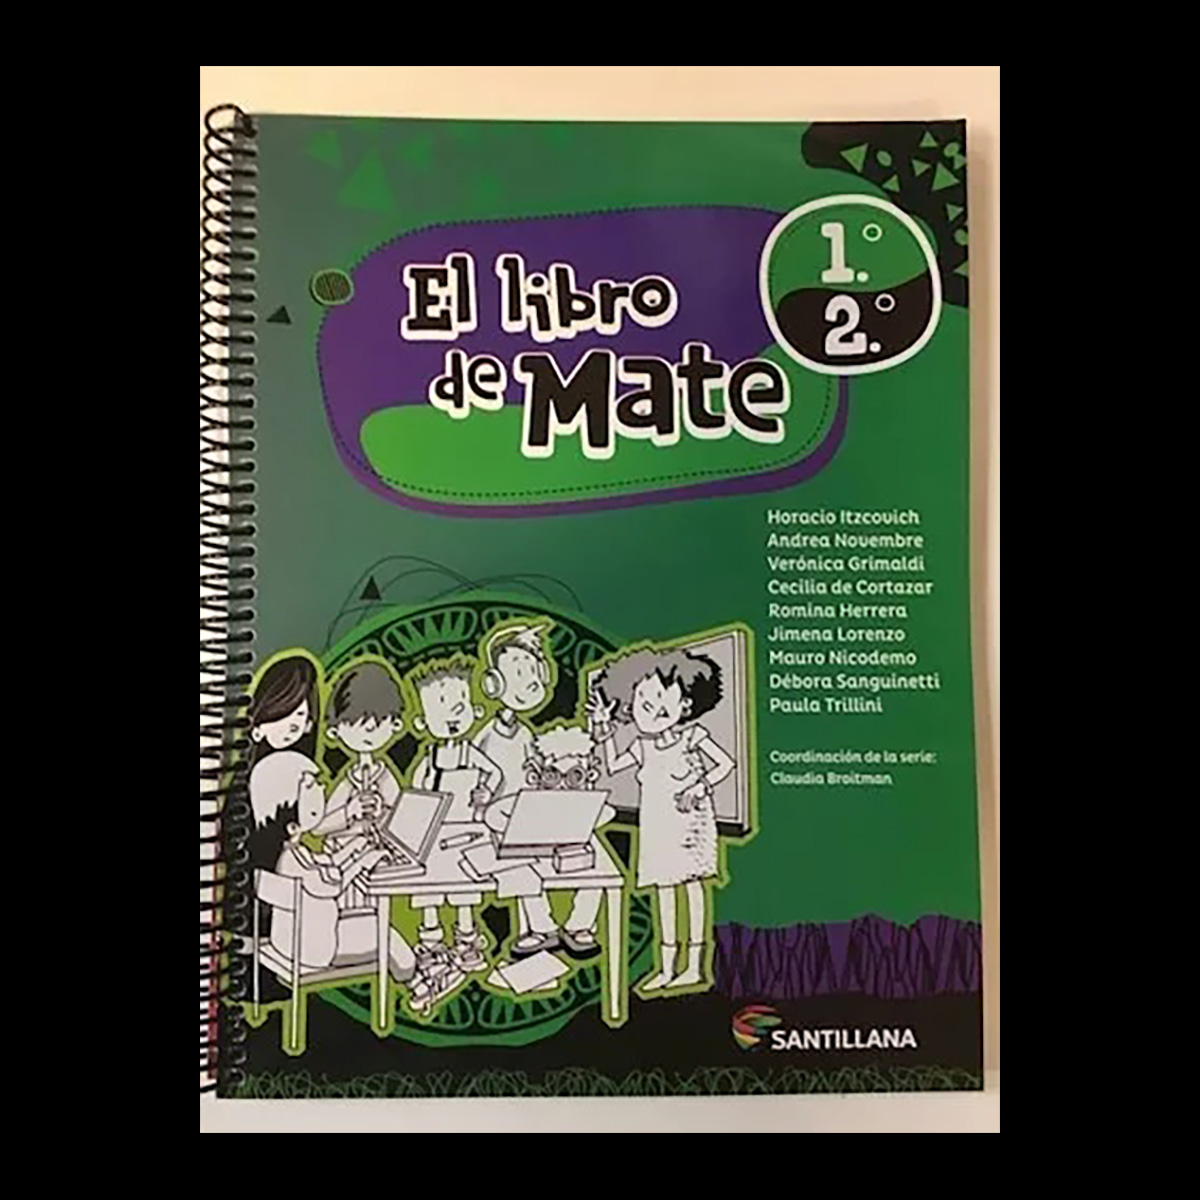 El libro
de Mate
1.°
2.°
Horacio Itzcovich
Andrea Novembre
Verónica Grimaldi
Cecilia de Cortazar
Romina Herrera
Jimena Lorenzo
Mauro Nicodemo
Débora Sanguinetti
Paula Trillini
Coordinación de la serie:
Claudia Broitman
SANTILLANA